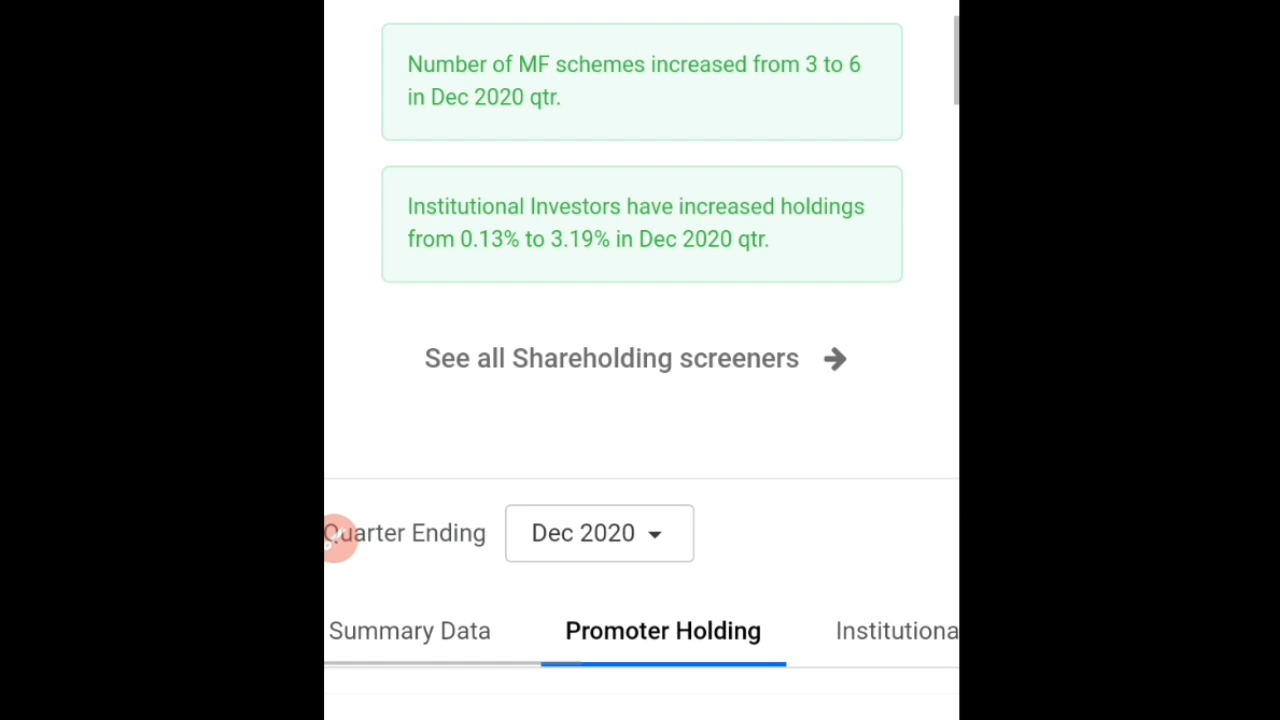 Number of MF schemes increased from 3 to 6
in Dec 2020 qtr.
Institutional Investors have increased holdings
from 0.13% to 3.19% in Dec 2020 qtr.
See all Shareholding screeners
Quarter Ending Dec 2020
Summary Data Promoter Holding Institutiona